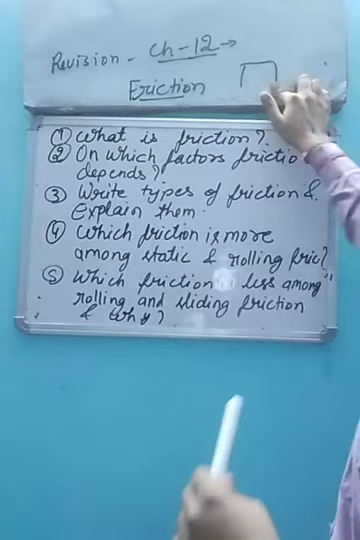 Revision - Ch-12 →
Friction
① What is friction?
② On which factors frictio
depends?
③ Write types of friction &
Explain them.
④ Which friction is more
among static & rolling fric?
⑤ Which friction is less among
rolling and sliding friction
& why?